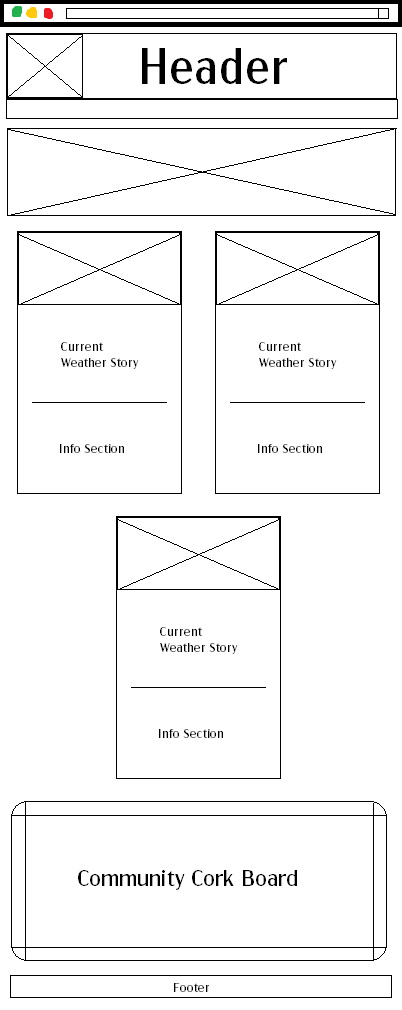 Header
Current
Weather Story
Info Section
Current
Weather Story
Info Section
Current
Weather Story
Info Section
Community Cork Board
Footer